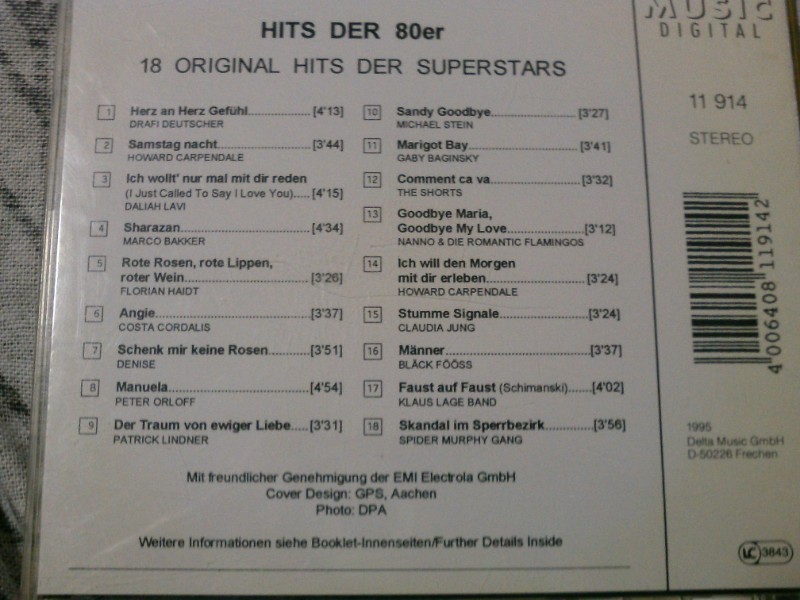 HITS DER 80er
18 ORIGINAL HITS DER SUPERSTARS
1 Herz an Herz Gefühl [4'13]
DRAFI DEUTSCHER
2 Samstag nacht [3'44]
HOWARD CARPENDALE
3 Ich wollt' nur mal mit dir reden
(I Just Called To Say I Love You) [4'15]
DALIAH LAVI
4 Sharazan [4'34]
MARCO BAKKER
5 Rote Rosen, rote Lippen,
roter Wein [3'26]
FLORIAN HAIDT
6 Angie [3'37]
COSTA CORDALIS
7 Schenk mir keine Rosen [3'51]
DENISE
8 Manuela [4'54]
PETER ORLOFF
9 Der Traum von ewiger Liebe [3'31]
PATRICK LINDNER
10 Sandy Goodbye [3'27]
MICHAEL STEIN
11 Marigot Bay [3'41]
GABY BAGINSKY
12 Comment ca va [3'32]
THE SHORTS
13 Goodbye Maria,
Goodbye My Love [3'12]
NANNO & DIE ROMANTIC FLAMINGOS
14 Ich will den Morgen
mit dir erleben [3'24]
HOWARD CARPENDALE
15 Stumme Signale [3'24]
CLAUDIA JUNG
16 Männer [3'37]
BLÄCK FÖÖSS
17 Faust auf Faust (Schimanski) [4'02]
KLAUS LAGE BAND
18 Skandal im Sperrbezirk [3'56]
SPIDER MURPHY GANG
Mit freundlicher Genehmigung der EMI Electrola GmbH
Cover Design: GPS, Aachen
Photo: DPA
Weitere Informationen siehe Booklet-Innenseiten/Further Details Inside
MUSIC
DIGITAL
11 914
STEREO
4 006408 119142
1995
Delta Music GmbH
D-50226 Frechen
LC 3843